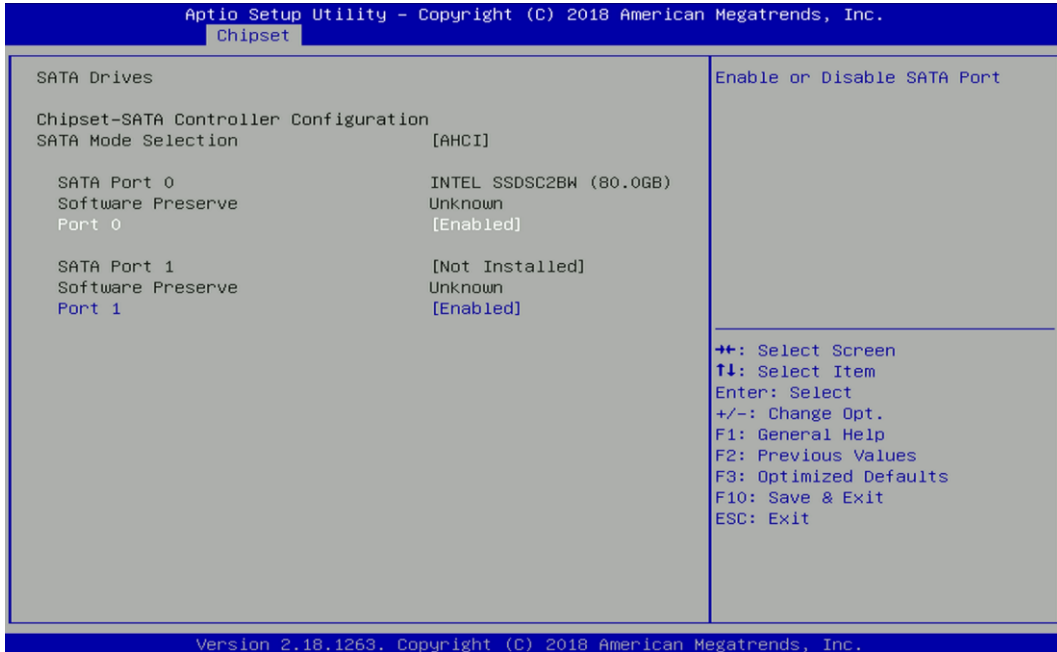 Aptio Setup Utility – Copyright (C) 2018 American Megatrends, Inc.
Chipset
SATA Drives
Chipset-SATA Controller Configuration
SATA Mode Selection [AHCI]
SATA Port 0 INTEL SSDSC2BW (80.0GB)
Software Preserve Unknown
Port 0 [Enabled]
SATA Port 1 [Not Installed]
Software Preserve Unknown
Port 1 [Enabled]
Enable or Disable SATA Port
→←: Select Screen
↑↓: Select Item
Enter: Select
+/-: Change Opt.
F1: General Help
F2: Previous Values
F3: Optimized Defaults
F10: Save & Exit
ESC: Exit
Version 2.18.1263. Copyright (C) 2018 American Megatrends, Inc.